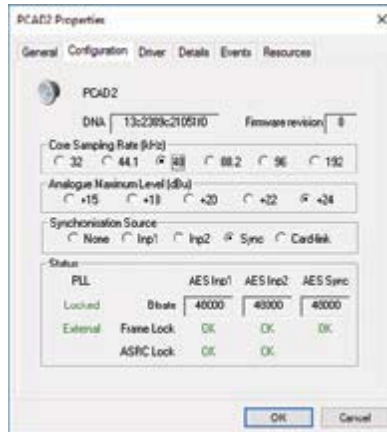 PCAD2 Properties
General Configuration Driver Details Events Resources
PCAD2
DNA 13c2389c21051f0 Firmware revision 8
Core Sampling Rate (kHz)
32 44.1 48 88.2 96 192
Analogue Maximum Level (dBu)
+15 +18 +20 +22 +24
Synchronisation Source
None Inp1 Inp2 Sync Cardlink
Status
PLL AES Inp1 AES Inp2 AES Sync
Locked Bitrate 48000 48000 48000
External Frame Lock OK OK OK
ASRC Lock OK OK
OK Cancel